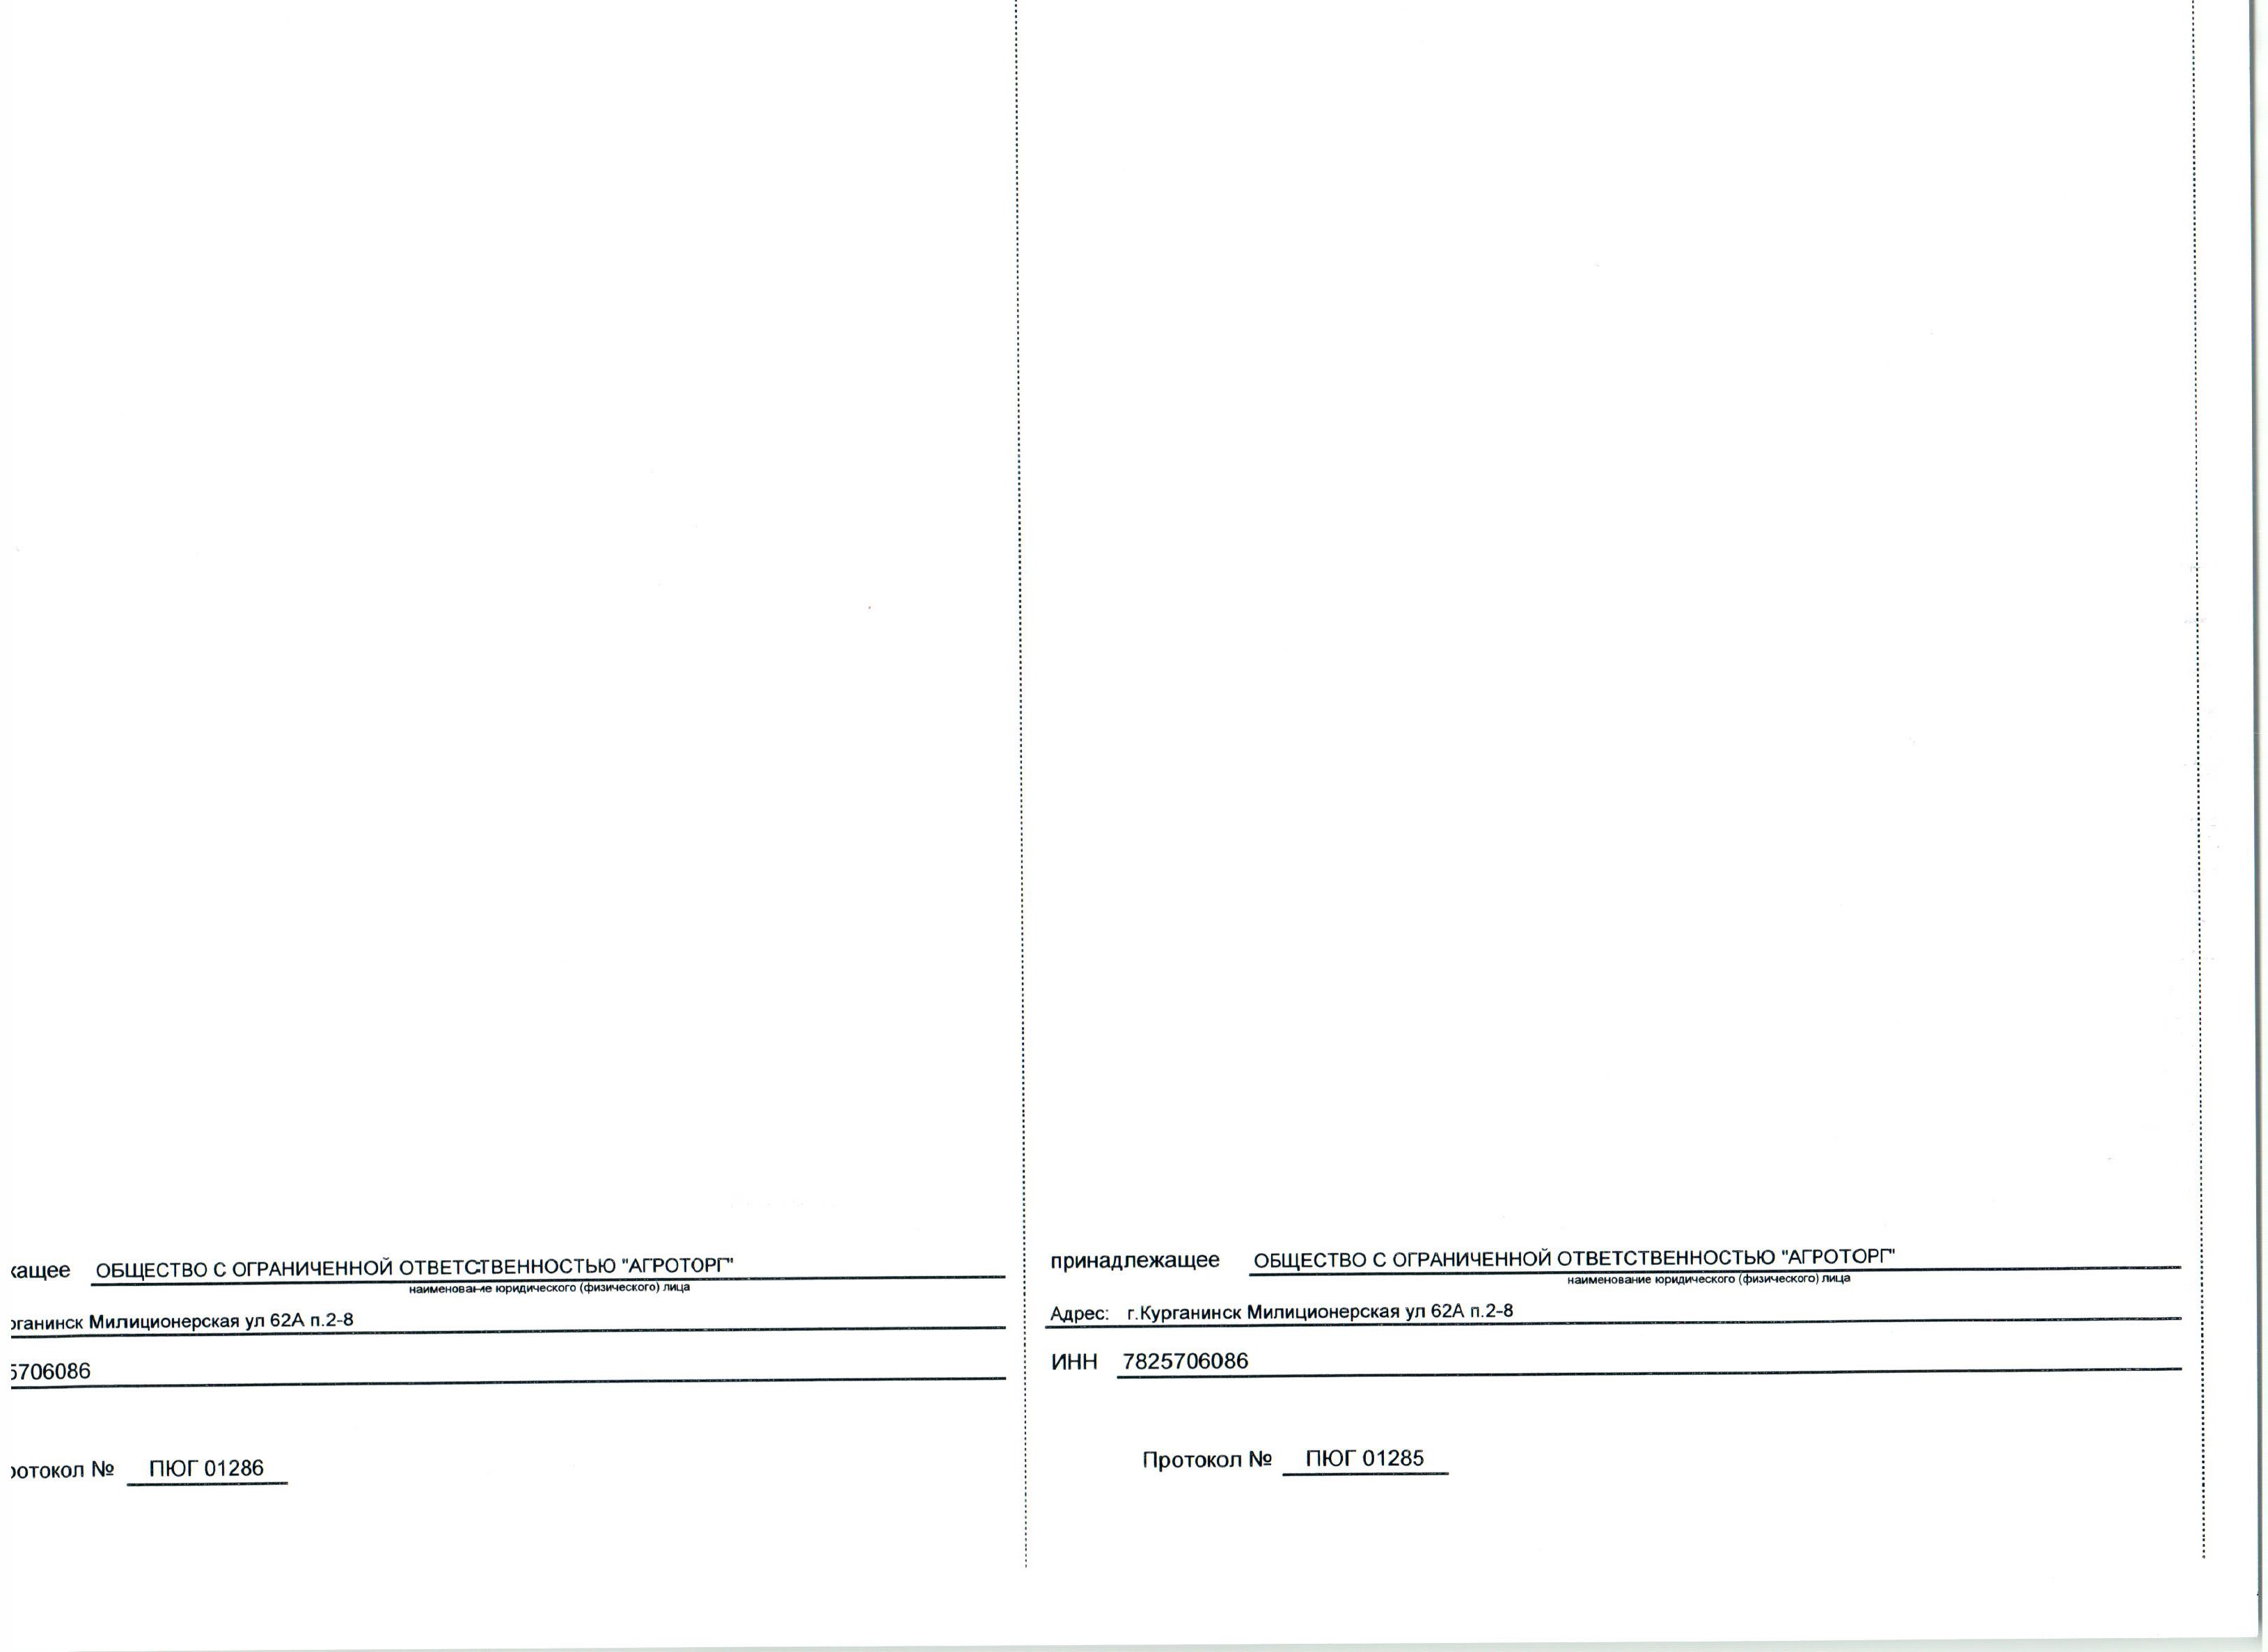 кащее ОБЩЕСТВО С ОГРАНИЧЕННОЙ ОТВЕТСТВЕННОСТЬЮ "АГРОТОРГ"
наименование юридического (физического) лица
рганинск Милиционерская ул 62А п.2-8
5706086
ротокол № ПЮГ 01286
принадлежащее ОБЩЕСТВО С ОГРАНИЧЕННОЙ ОТВЕТСТВЕННОСТЬЮ "АГРОТОРГ"
наименование юридического (физического) лица
Адрес: г.Курганинск Милиционерская ул 62А п.2-8
ИНН 7825706086
Протокол № ПЮГ 01285